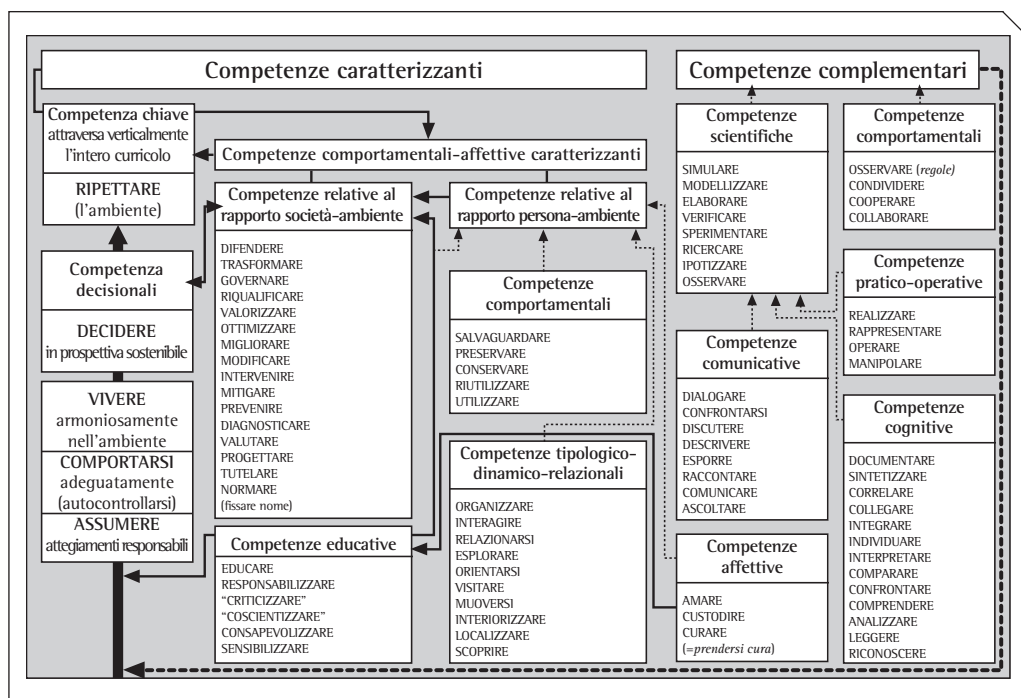 Competenze caratterizzanti
Competenza chiave
attraversa verticalmente
l'intero curricolo
RIPETTARE
(l'ambiente)
Competenza
decisionali
DECIDERE
in prospettiva sostenibile
VIVERE
armoniosamente
nell'ambiente
COMPORTARSI
adeguatamente
(autocontrollarsi)
ASSUMERE
attegiamenti responsabili
Competenze comportamentali-affettive caratterizzanti
Competenze relative al
rapporto società-ambiente
DIFENDERE
TRASFORMARE
GOVERNARE
RIQUALIFICARE
VALORIZZARE
OTTIMIZZARE
MIGLIORARE
MODIFICARE
INTERVENIRE
MITIGARE
PREVENIRE
DIAGNOSTICARE
VALUTARE
PROGETTARE
TUTELARE
NORMARE
(fissare nome)
Competenze educative
EDUCARE
RESPONSABILIZZARE
"CRITICIZZARE"
"COSCIENTIZZARE"
CONSAPEVOLIZZARE
SENSIBILIZZARE
Competenze relative al
rapporto persona-ambiente
Competenze
comportamentali
SALVAGUARDARE
PRESERVARE
CONSERVARE
RIUTILIZZARE
UTILIZZARE
Competenze tipologico-
dinamico-relazionali
ORGANIZZARE
INTERAGIRE
RELAZIONARSI
ESPLORARE
ORIENTARSI
VISITARE
MUOVERSI
INTERIORIZZARE
LOCALIZZARE
SCOPRIRE
Competenze complementari
Competenze
scientifiche
SIMULARE
MODELLIZZARE
ELABORARE
VERIFICARE
SPERIMENTARE
RICERCARE
IPOTIZZARE
OSSERVARE
Competenze
comunicative
DIALOGARE
CONFRONTARSI
DISCUTERE
DESCRIVERE
ESPORRE
RACCONTARE
COMUNICARE
ASCOLTARE
Competenze
affettive
AMARE
CUSTODIRE
CURARE
(=prendersi cura)
Competenze
comportamentali
OSSERVARE (regole)
CONDIVIDERE
COOPERARE
COLLABORARE
Competenze
pratico-operative
REALIZZARE
RAPPRESENTARE
OPERARE
MANIPOLARE
Competenze
cognitive
DOCUMENTARE
SINTETIZZARE
CORRELARE
COLLEGARE
INTEGRARE
INDIVIDUARE
INTERPRETARE
COMPARARE
CONFRONTARE
COMPRENDERE
ANALIZZARE
LEGGERE
RICONOSCERE